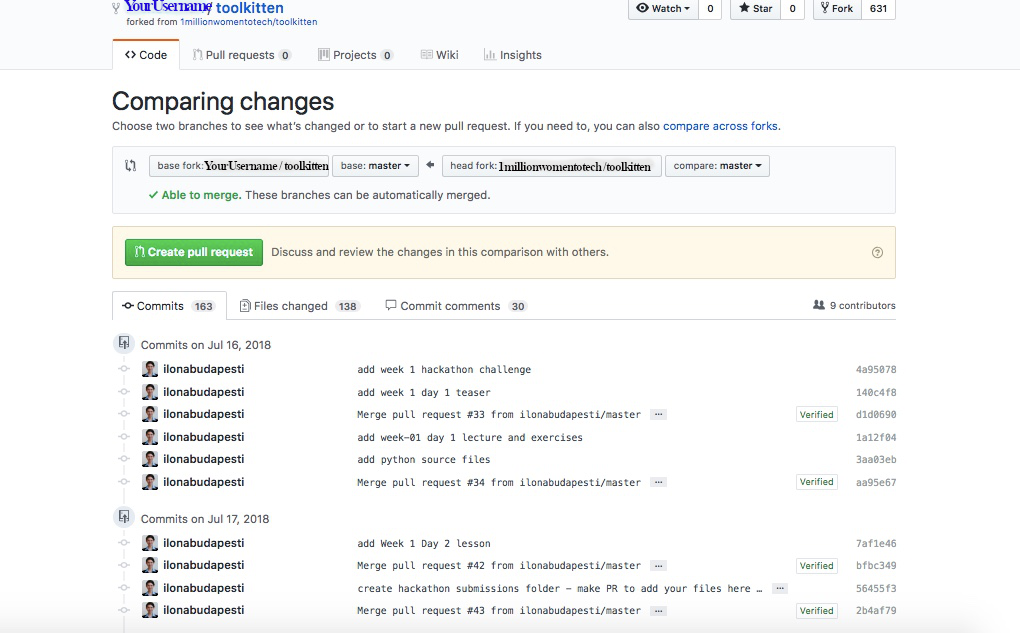 YourUsername/ toolkitten
Watch 0 Star 0 Fork 631
forked from 1millionwomentotech/toolkitten
<> Code Pull requests 0 Projects 0 Wiki Insights
Comparing changes
Choose two branches to see what's changed or to start a new pull request. If you need to, you can also compare across forks.
base fork: YourUsername / toolkitten base: master head fork: 1millionwomentotech /toolkitten compare: master
Able to merge. These branches can be automatically merged.
Create pull request Discuss and review the changes in this comparison with others.
Commits 163 Files changed 138 Commit comments 30 9 contributors
Commits on Jul 16, 2018
ilonabudapesti add week 1 hackathon challenge 4a95078
ilonabudapesti add week 1 day 1 teaser 140c4f8
ilonabudapesti Merge pull request #33 from ilonabudapesti/master … Verified d1d0690
ilonabudapesti add week-01 day 1 lecture and exercises 1a12f04
ilonabudapesti add python source files 3aa03eb
ilonabudapesti Merge pull request #34 from ilonabudapesti/master … Verified aa95e67
Commits on Jul 17, 2018
ilonabudapesti add Week 1 Day 2 lesson 7af1e46
ilonabudapesti Merge pull request #42 from ilonabudapesti/master … Verified bfbc349
ilonabudapesti create hackathon submissions folder - make PR to add your files here … … 56455f3
ilonabudapesti Merge pull request #43 from ilonabudapesti/master … Verified 2b4af79